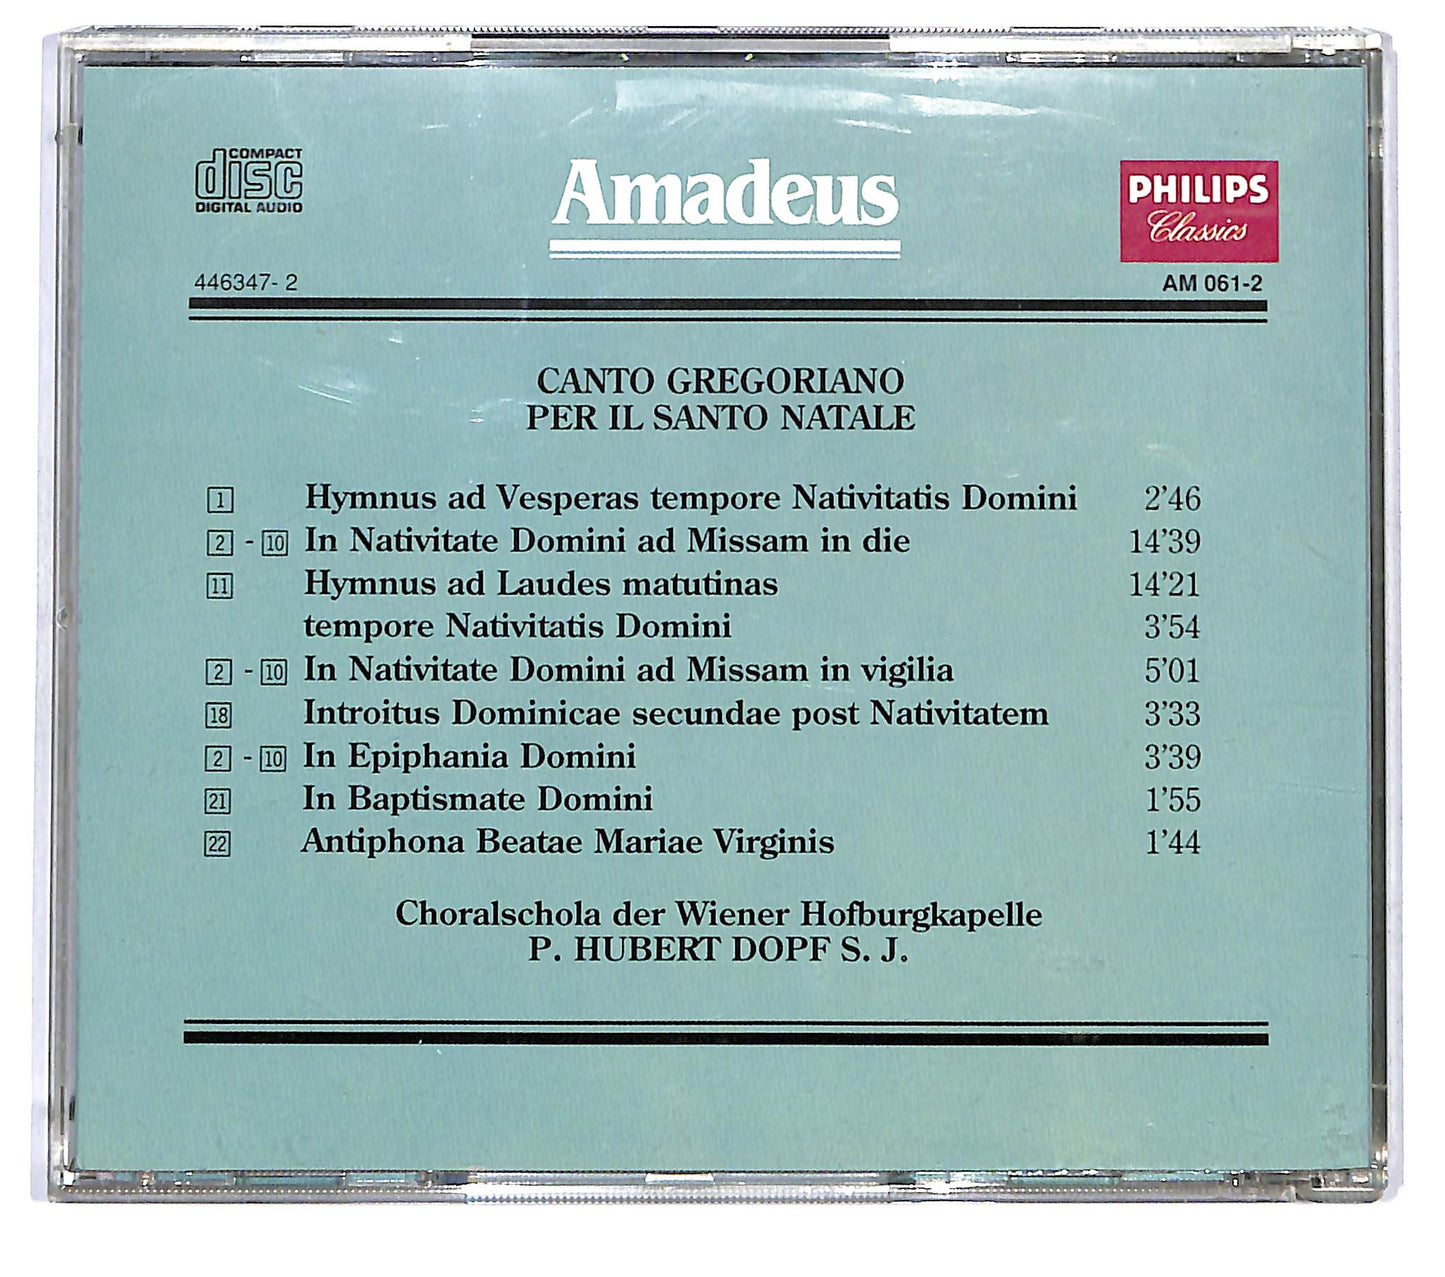 COMPACT
disc
DIGITAL AUDIO
Amadeus
PHILIPS
Classics
446347- 2
AM 061-2
CANTO GREGORIANO
PER IL SANTO NATALE
1 Hymnus ad Vesperas tempore Nativitatis Domini 2'46
2 - 10 In Nativitate Domini ad Missam in die 14'39
11 Hymnus ad Laudes matutinas 14'21
tempore Nativitatis Domini 3'54
2 - 10 In Nativitate Domini ad Missam in vigilia 5'01
18 Introitus Dominicae secundae post Nativitatem 3'33
2 - 10 In Epiphania Domini 3'39
21 In Baptismate Domini 1'55
22 Antiphona Beatae Mariae Virginis 1'44
Choralschola der Wiener Hofburgkapelle
P. HUBERT DOPF S. J.